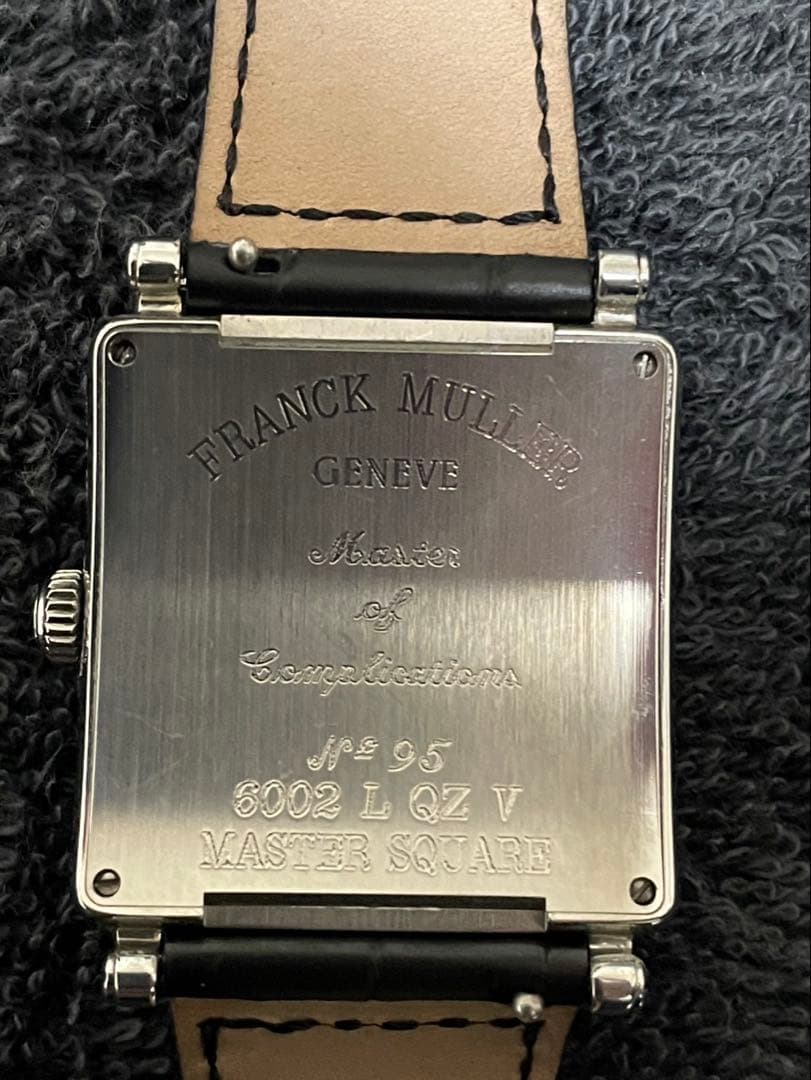 FRANCK MULLER
GENEVE
Master
of
Complications
Nº 95
6002 L QZ V
MASTER SQUARE